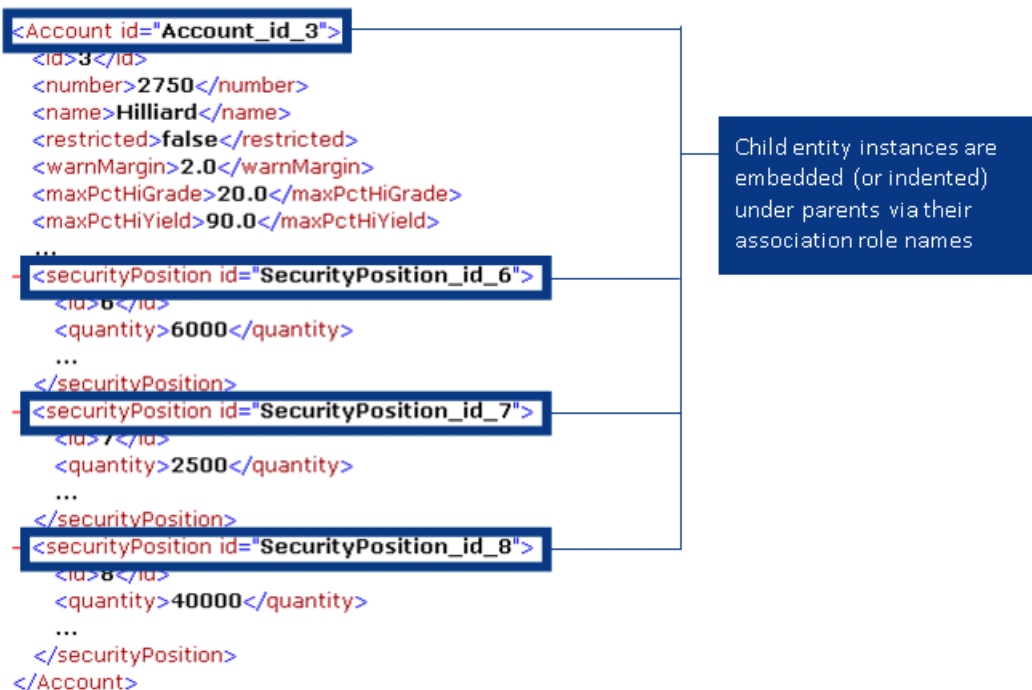 <Account id="Account_id_3">
<id>3</id>
<number>2750</number>
<name>Hilliard</name>
<restricted>false</restricted>
<warnMargin>2.0</warnMargin>
<maxPctHiGrade>20.0</maxPctHiGrade>
<maxPctHiYield>90.0</maxPctHiYield>
...
- <securityPosition id="SecurityPosition_id_6">
<id>6</id>
<quantity>6000</quantity>
...
</securityPosition>
- <securityPosition id="SecurityPosition_id_7">
<id>7</id>
<quantity>2500</quantity>
...
</securityPosition>
- <securityPosition id="SecurityPosition_id_8">
<id>8</id>
<quantity>40000</quantity>
...
</securityPosition>
</Account>
Child entity instances are
embedded (or indented)
under parents via their
association role names